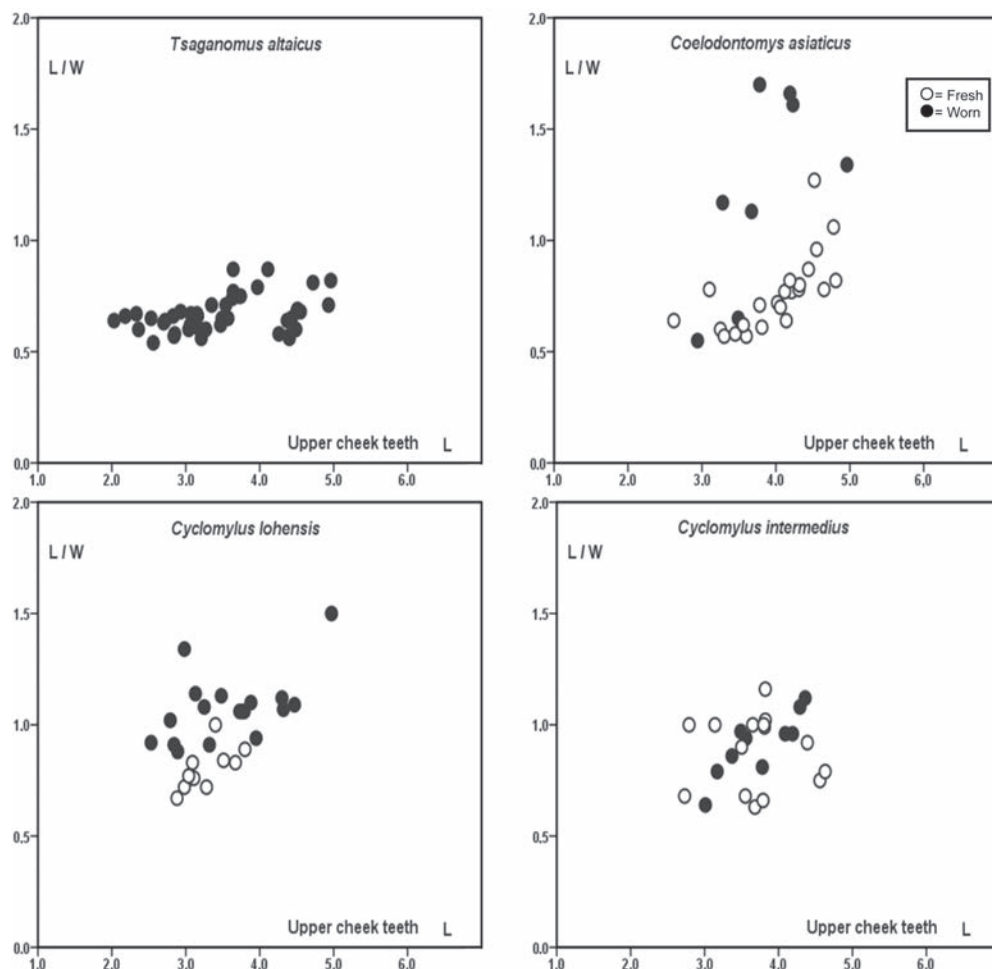 Tsaganomus altaicus
L / W
2.0
1.5
1.0
0.5
0.0
Upper cheek teeth L
1.0 2.0 3.0 4.0 5.0 6.0
Coelodontomys asiaticus
L / W
= Fresh
= Worn
2.0
1.5
1.0
0.5
0.0
Upper cheek teeth L
1.0 2.0 3.0 4.0 5.0 6,0
Cyclomylus lohensis
L / W
2.0
1.5
1.0
0.5
0.0
Upper cheek teeth L
1.0 2.0 3.0 4.0 5.0 6.0
Cyclomylus intermedius
L / W
2.0
1.5
1.0
0.5
0.0
Upper cheek teeth L
1.0 2.0 3.0 4.0 5.0 6.0